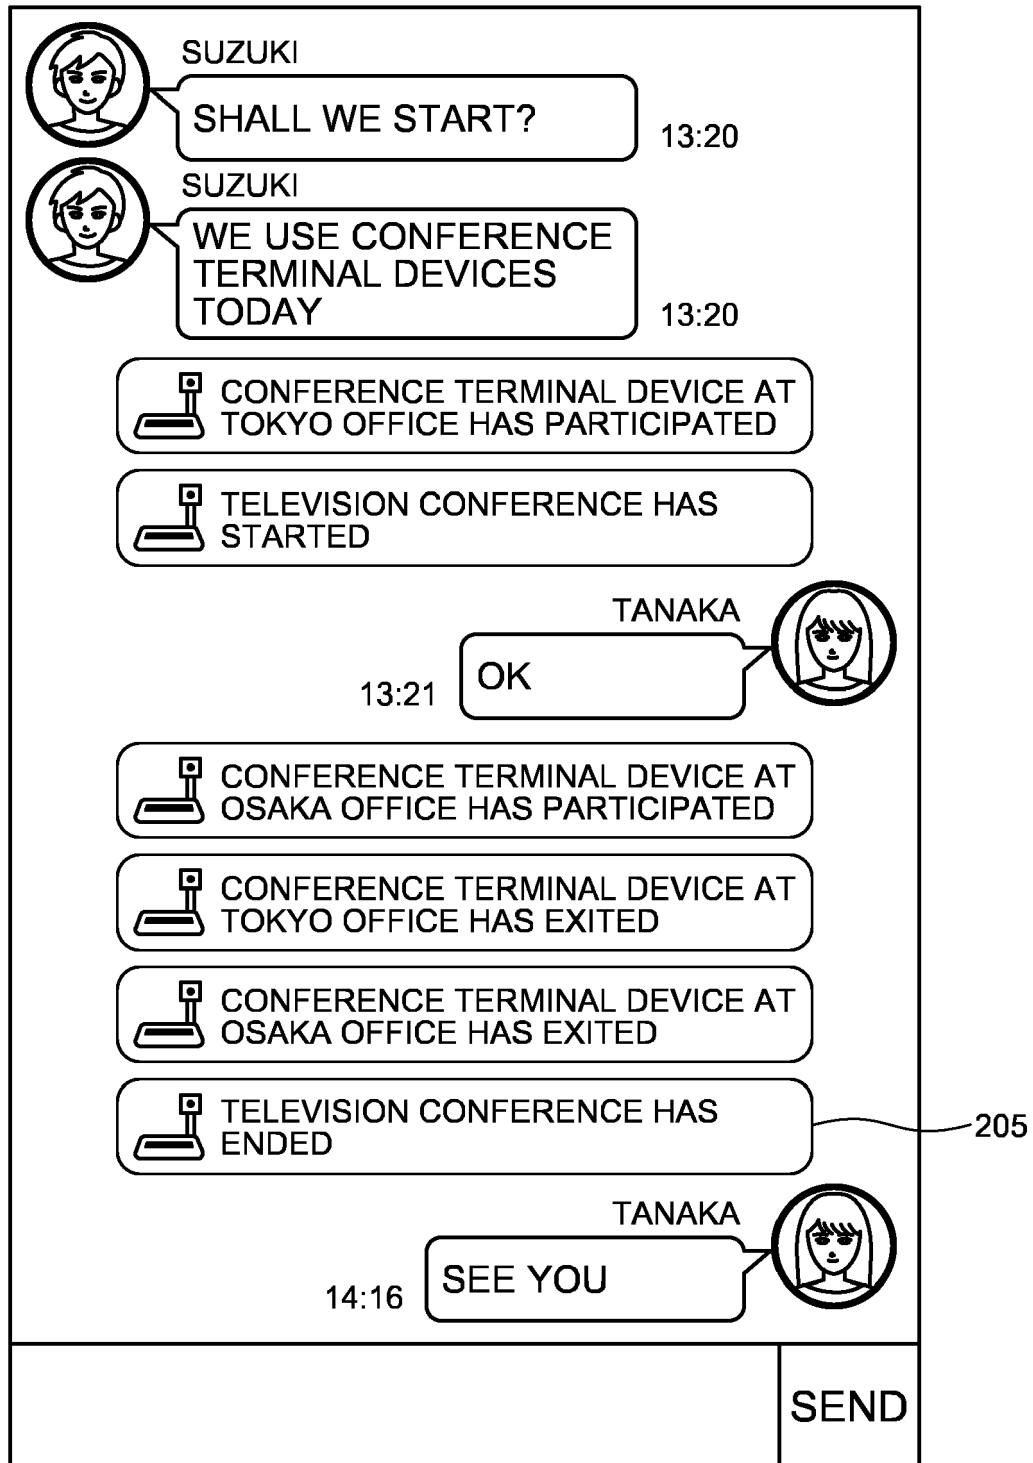 SUZUKI
SHALL WE START?
13:20
SUZUKI
WE USE CONFERENCE
TERMINAL DEVICES
TODAY
13:20
CONFERENCE TERMINAL DEVICE AT
TOKYO OFFICE HAS PARTICIPATED
TELEVISION CONFERENCE HAS
STARTED
TANAKA
OK
13:21
CONFERENCE TERMINAL DEVICE AT
OSAKA OFFICE HAS PARTICIPATED
CONFERENCE TERMINAL DEVICE AT
TOKYO OFFICE HAS EXITED
CONFERENCE TERMINAL DEVICE AT
OSAKA OFFICE HAS EXITED
TELEVISION CONFERENCE HAS
ENDED
205
TANAKA
SEE YOU
14:16
SEND